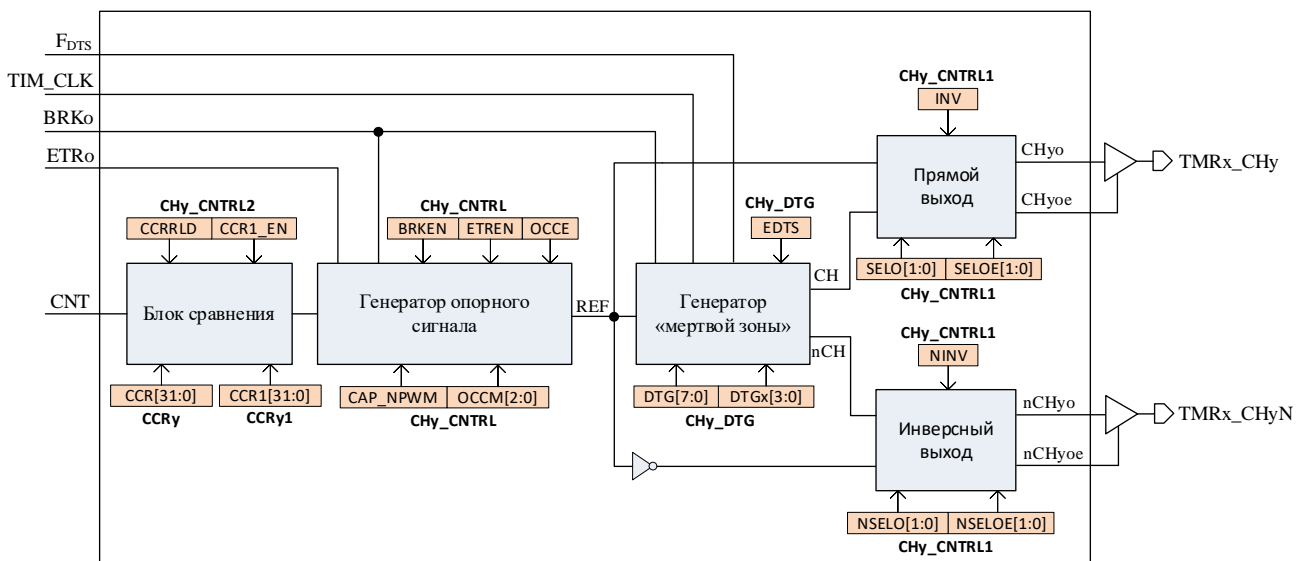 F_DTS
TIM_CLK
BRKo
ETRo
CHy_CNTRL1
INV
CHyo
TMRx_CHy
Прямой
выход
CHyoe
CHy_CNTRL2
CCRRLD CCR1_EN
CHy_CNTRL
BRKEN ETREN OCCE
CHy_DTG
EDTS
SELO[1:0] SELOE[1:0]
CHy_CNTRL1
CNT
Блок сравнения
Генератор опорного
сигнала
REF
Генератор
«мертвой зоны»
CH
nCH
CHy_CNTRL1
NINV
CCR[31:0] CCR1[31:0]
CCRy CCRy1
CAP_NPWM OCCM[2:0]
CHy_CNTRL
DTG[7:0] DTGx[3:0]
CHy_DTG
nCHyo
TMRx_CHyN
Инверсный
выход
nCHyoe
NSELO[1:0] NSELOE[1:0]
CHy_CNTRL1